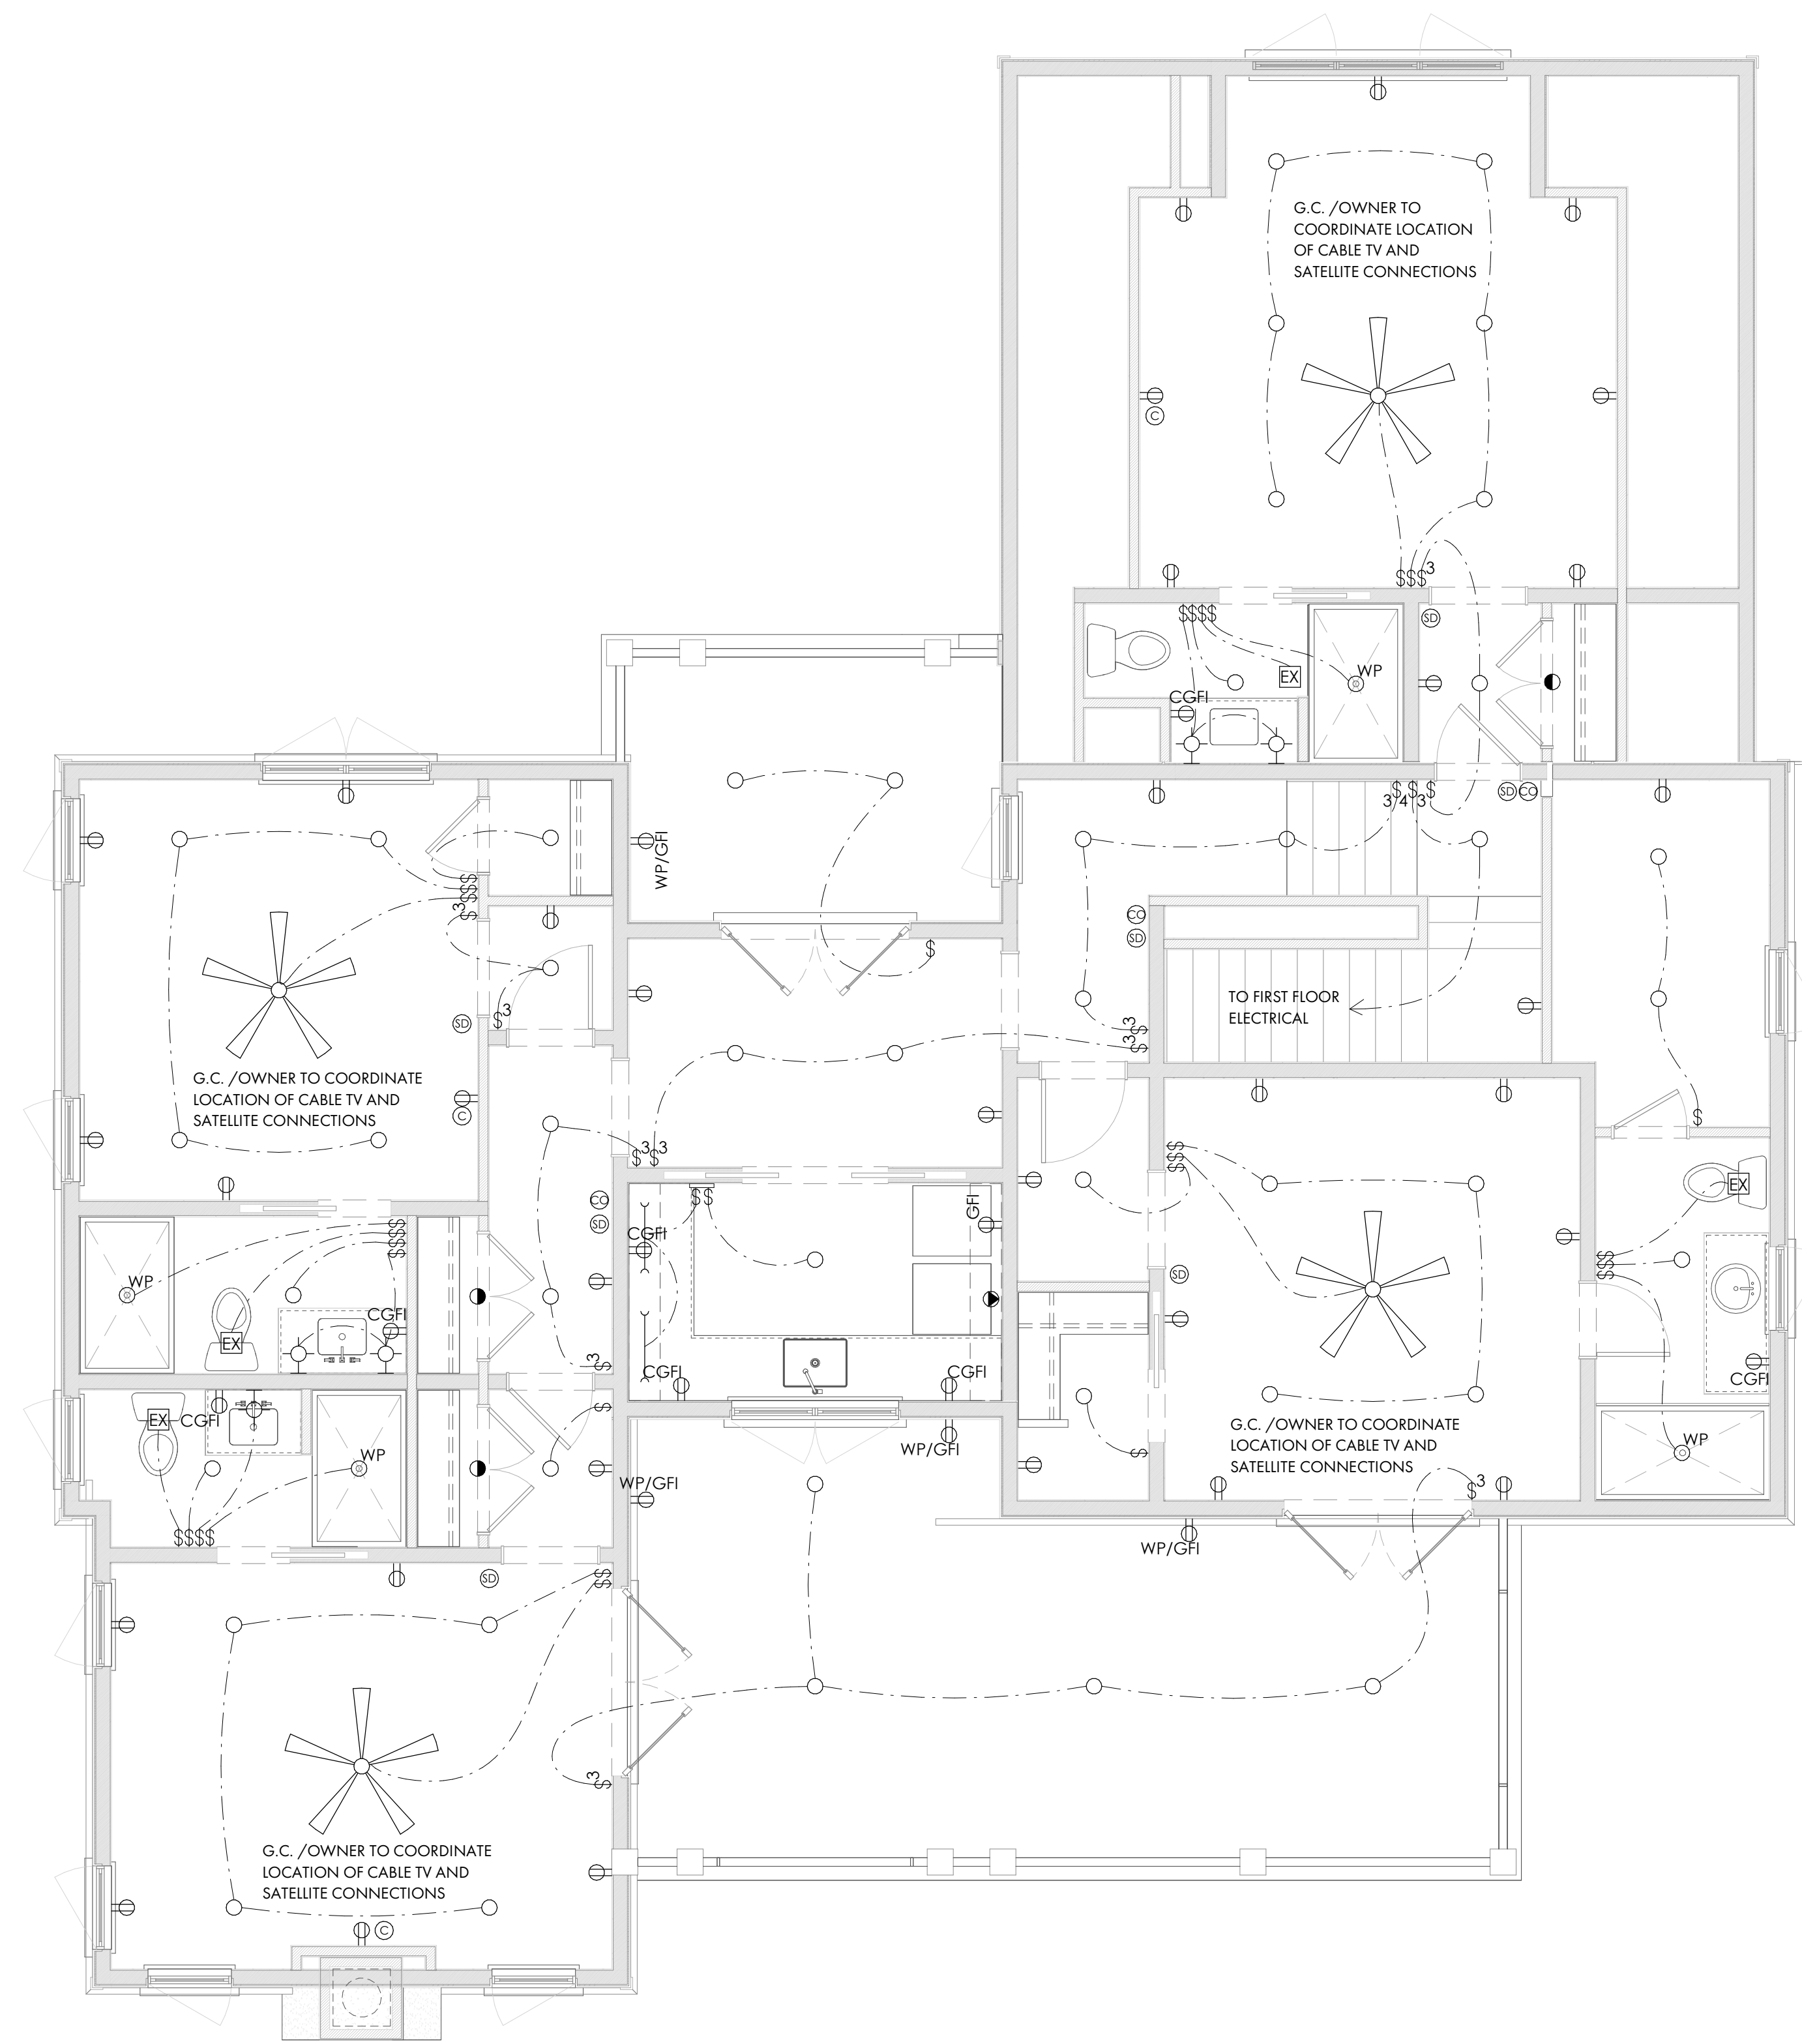 G.C. /OWNER TO
COORDINATE LOCATION
OF CABLE TV AND
SATELLITE CONNECTIONS
C
$$$3
SD
$$$$
EX
WP
CGFI
$ $ $
3 4 3
SD CO
WP/GFI
CO
SD
$
$
$
$
$3
$
$3
SD
TO FIRST FLOOR
ELECTRICAL
$3
$3
G.C. /OWNER TO COORDINATE
LOCATION OF CABLE TV AND
SATELLITE CONNECTIONS
C
$
$3 $3
$$$
EX
CO
SD
$$
GFI
CGFI
$$$$
WP
EX
CGFI
SD
$$$
CGFI
$3
CGFI
CGFI
EX
CGFI
WP
$
WP/GFI
WP/GFI
$
G.C. /OWNER TO COORDINATE
LOCATION OF CABLE TV AND
SATELLITE CONNECTIONS
WP
$3
$$$$
WP/GFI
SD
$$
$3
G.C. /OWNER TO COORDINATE
LOCATION OF CABLE TV AND
SATELLITE CONNECTIONS
C